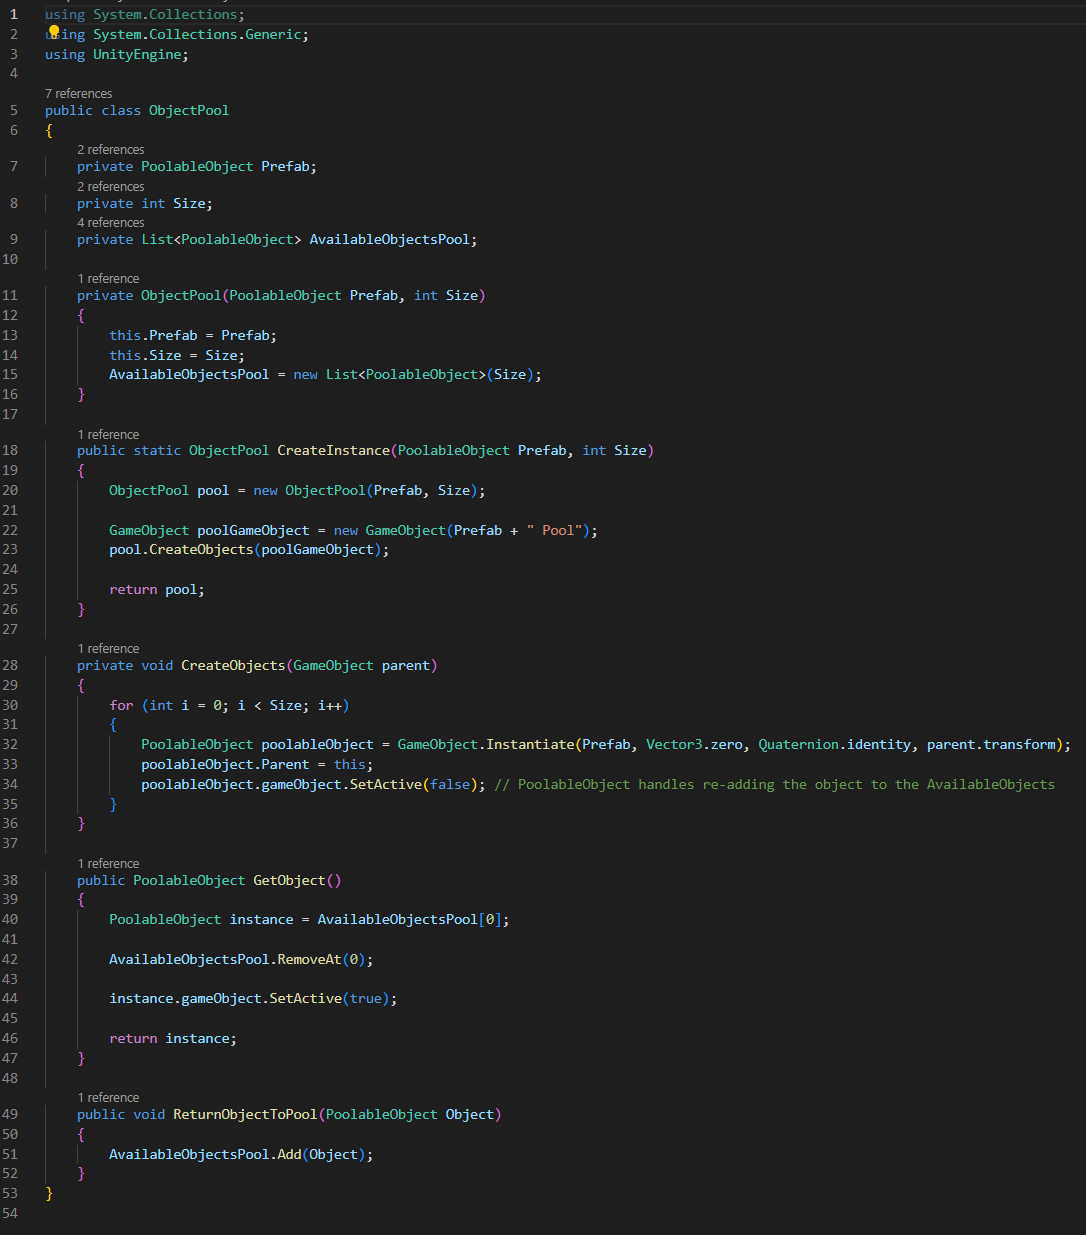 1 using System.Collections;
2 using System.Collections.Generic;
3 using UnityEngine;
4
7 references
5 public class ObjectPool
6 {
2 references
7 private PoolableObject Prefab;
2 references
8 private int Size;
4 references
9 private List<PoolableObject> AvailableObjectsPool;
10
1 reference
11 private ObjectPool(PoolableObject Prefab, int Size)
12 {
13 this.Prefab = Prefab;
14 this.Size = Size;
15 AvailableObjectsPool = new List<PoolableObject>(Size);
16 }
17
1 reference
18 public static ObjectPool CreateInstance(PoolableObject Prefab, int Size)
19 {
20 ObjectPool pool = new ObjectPool(Prefab, Size);
21
22 GameObject poolGameObject = new GameObject(Prefab + " Pool");
23 pool.CreateObjects(poolGameObject);
24
25 return pool;
26 }
27
1 reference
28 private void CreateObjects(GameObject parent)
29 {
30 for (int i = 0; i < Size; i++)
31 {
32 PoolableObject poolableObject = GameObject.Instantiate(Prefab, Vector3.zero, Quaternion.identity, parent.transform);
33 poolableObject.Parent = this;
34 poolableObject.gameObject.SetActive(false); // PoolableObject handles re-adding the object to the AvailableObjects
35 }
36 }
37
1 reference
38 public PoolableObject GetObject()
39 {
40 PoolableObject instance = AvailableObjectsPool[0];
41
42 AvailableObjectsPool.RemoveAt(0);
43
44 instance.gameObject.SetActive(true);
45
46 return instance;
47 }
48
1 reference
49 public void ReturnObjectToPool(PoolableObject Object)
50 {
51 AvailableObjectsPool.Add(Object);
52 }
53 }
54